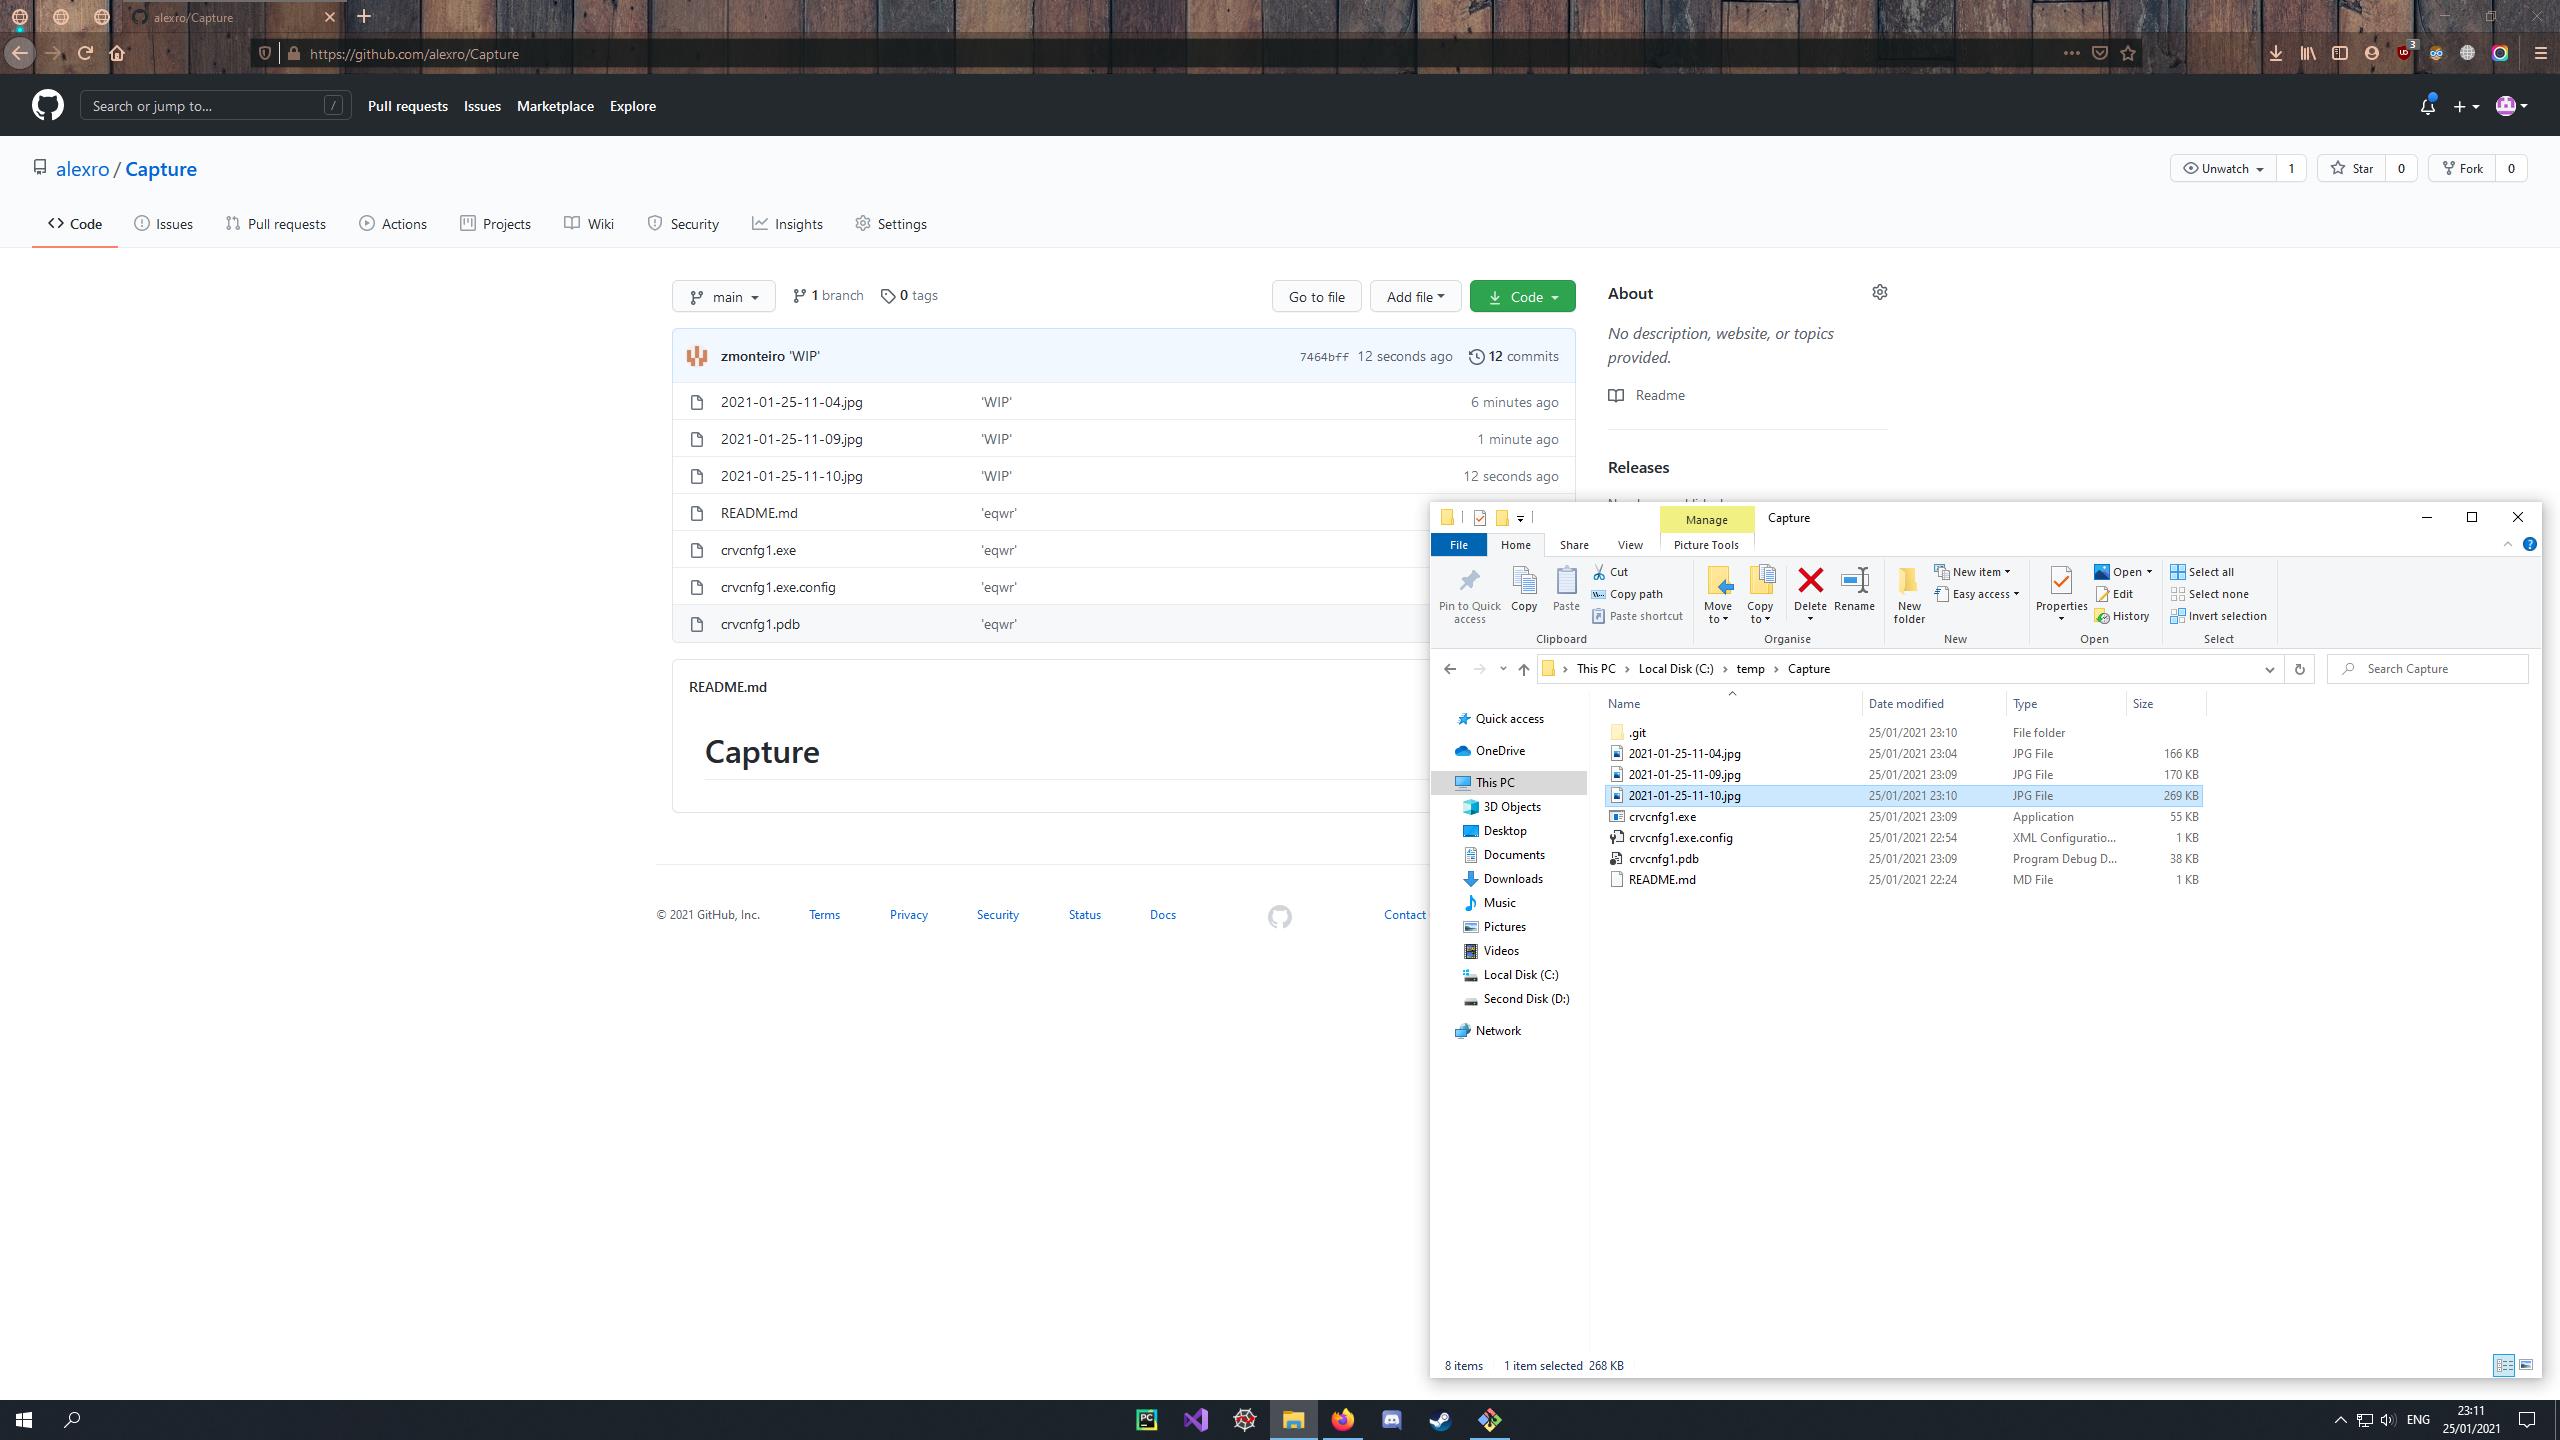 alexro/Capture
https://github.com/alexro/Capture
3
Search or jump to... /
Pull requests Issues Marketplace Explore
alexro / Capture
Unwatch 1 Star 0 Fork 0
Code Issues Pull requests Actions Projects Wiki Security Insights Settings
main 1 branch 0 tags
Go to file Add file Code
zmonteiro 'WIP' 7464bff 12 seconds ago 12 commits
2021-01-25-11-04.jpg 'WIP' 6 minutes ago
2021-01-25-11-09.jpg 'WIP' 1 minute ago
2021-01-25-11-10.jpg 'WIP' 12 seconds ago
README.md 'eqwr'
crvcnfg1.exe 'eqwr'
crvcnfg1.exe.config 'eqwr'
crvcnfg1.pdb 'eqwr'
README.md
Capture
About
No description, website, or topics
provided.
Readme
Releases
© 2021 GitHub, Inc. Terms Privacy Security Status Docs Contact
Manage Capture
File Home Share View Picture Tools
Pin to Quick
access
Copy
Paste
Cut
Copy path
Paste shortcut
Clipboard
Move
to
Copy
to
Delete
Rename
Organise
New
folder
New item
Easy access
New
Properties
Open
Edit
History
Open
Select all
Select none
Invert selection
Select
This PC Local Disk (C:) temp Capture
Search Capture
Quick access
OneDrive
This PC
3D Objects
Desktop
Documents
Downloads
Music
Pictures
Videos
Local Disk (C:)
Second Disk (D:)
Network
Name Date modified Type Size
.git 25/01/2021 23:10 File folder
2021-01-25-11-04.jpg 25/01/2021 23:04 JPG File 166 KB
2021-01-25-11-09.jpg 25/01/2021 23:09 JPG File 170 KB
2021-01-25-11-10.jpg 25/01/2021 23:10 JPG File 269 KB
crvcnfg1.exe 25/01/2021 23:09 Application 55 KB
crvcnfg1.exe.config 25/01/2021 22:54 XML Configuratio... 1 KB
crvcnfg1.pdb 25/01/2021 23:09 Program Debug D... 38 KB
README.md 25/01/2021 22:24 MD File 1 KB
8 items 1 item selected 268 KB
PC
ENG
23:11
25/01/2021